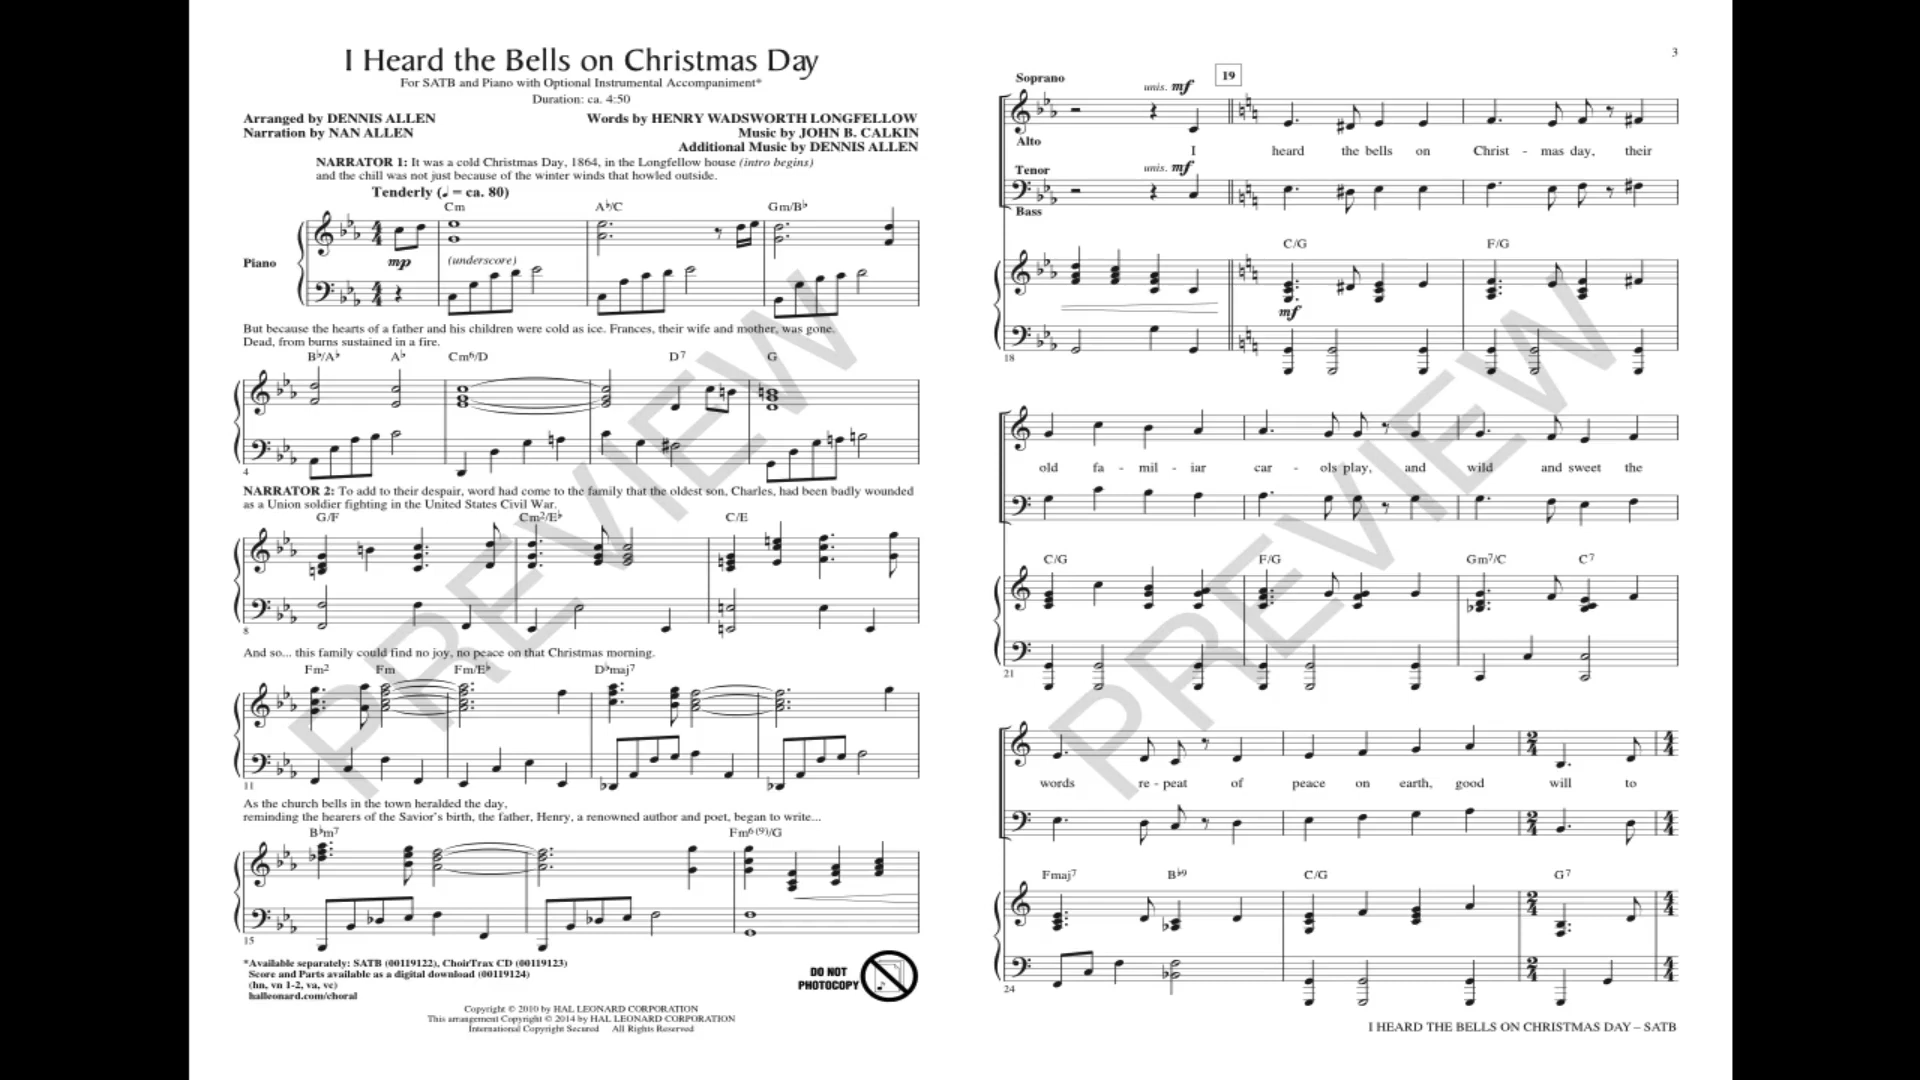 I Heard the Bells on Christmas Day
For SATB and Piano with Optional Instrumental Accompaniment*
Duration: ca. 4:50
Arranged by DENNIS ALLEN
Narration by NAN ALLEN
Words by HENRY WADSWORTH LONGFELLOW
Music by JOHN B. CALKIN
Additional Music by DENNIS ALLEN
NARRATOR 1: It was a cold Christmas Day, 1864, in the Longfellow house (intro begins)
and the chill was not just because of the winter winds that howled outside.
Tenderly (♩ = ca. 80)
Cm A♭/C Gm/B♭
Piano
mp
(underscore)
But because the hearts of a father and his children were cold as ice. Frances, their wife and mother, was gone.
Dead, from burns sustained in a fire.
B♭/A♭ A♭ Cm6/D D7 G
4
NARRATOR 2: To add to their despair, word had come to the family that the oldest son, Charles, had been badly wounded
as a Union soldier fighting in the United States Civil War.
G/F Cm2/E♭ C/E
8
And so... this family could find no joy, no peace on that Christmas morning.
Fm2 Fm Fm/E♭ D♭maj7
11
As the church bells in the town heralded the day,
reminding the hearers of the Savior's birth, the father, Henry, a renowned author and poet, began to write...
B♭m7 Fm6(9)/G
15
*Available separately: SATB (00119122), ChoirTrax CD (00119123)
Score and Parts available as a digital download (00119124)
(hn, vn 1-2, va, vc)
halleonard.com/choral
DO NOT
PHOTOCOPY
Copyright © 2010 by HAL LEONARD CORPORATION
This arrangement Copyright © 2014 by HAL LEONARD CORPORATION
International Copyright Secured All Rights Reserved
PREVIEW
3
Soprano
unis. mf
19
Alto
I heard the bells on Christ - mas day, their
Tenor
unis. mf
Bass
C/G F/G
mf
18
old fa - mil - iar car - ols play, and wild and sweet the
C/G F/G Gm7/C C7
21
words re - peat of peace on earth, good will to
Fmaj7 B♭9 C/G G7
24
I HEARD THE BELLS ON CHRISTMAS DAY – SATB
PREVIEW